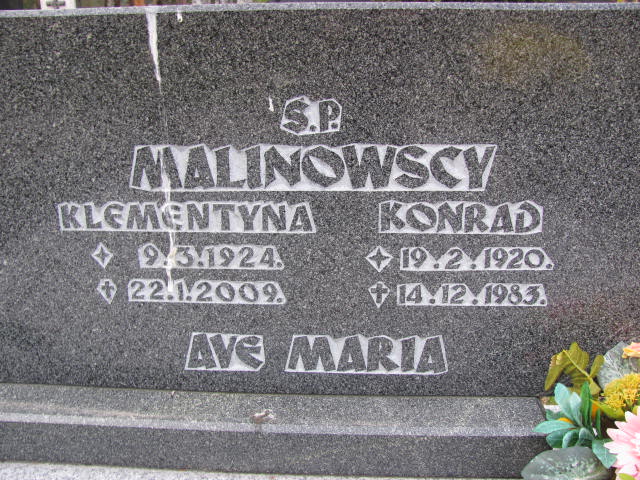 Ś.P.
MALINOWSCY
KLEMENTYNA KONRAD
9.3.1924. 19.2.1920.
22.1.2009. 14.12.1983.
AVE MARIA